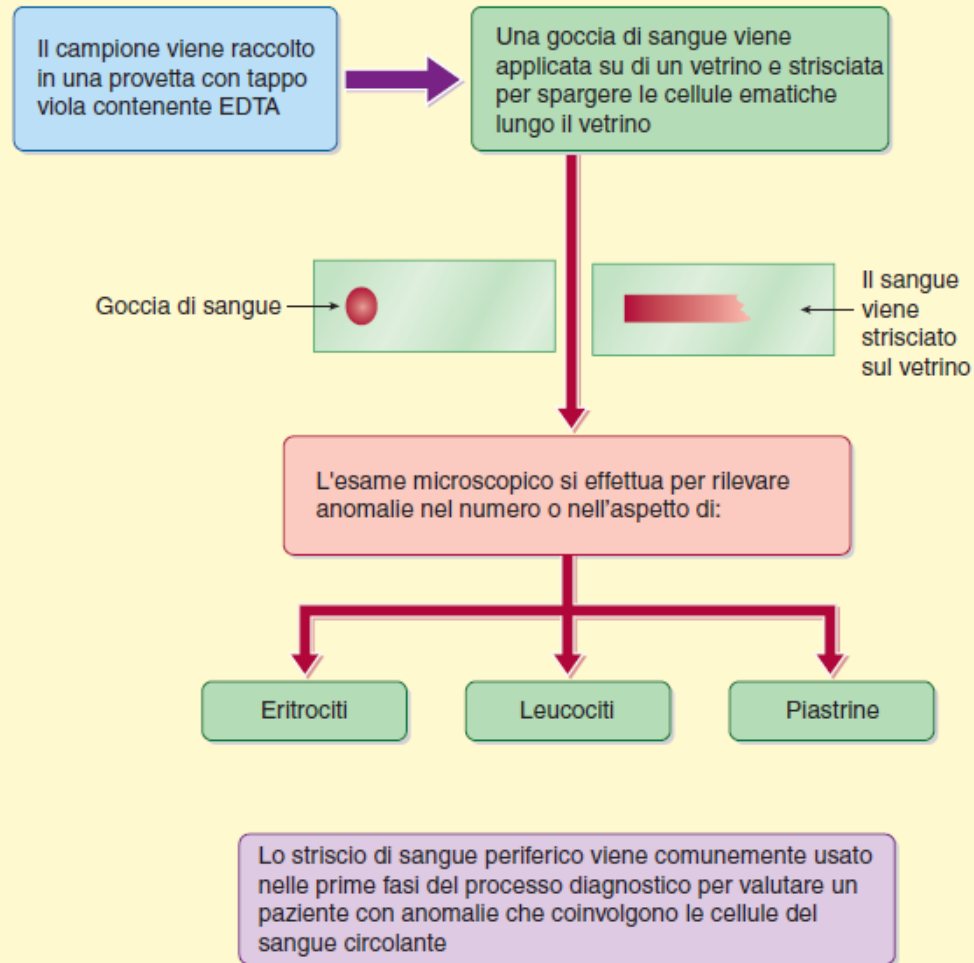 Il campione viene raccolto
in una provetta con tappo
viola contenente EDTA
Una goccia di sangue viene
applicata su di un vetrino e strisciata
per spargere le cellule ematiche
lungo il vetrino
Goccia di sangue
Il sangue
viene
strisciato
sul vetrino
L'esame microscopico si effettua per rilevare
anomalie nel numero o nell'aspetto di:
Eritrociti
Leucociti
Piastrine
Lo striscio di sangue periferico viene comunemente usato
nelle prime fasi del processo diagnostico per valutare un
paziente con anomalie che coinvolgono le cellule del
sangue circolante